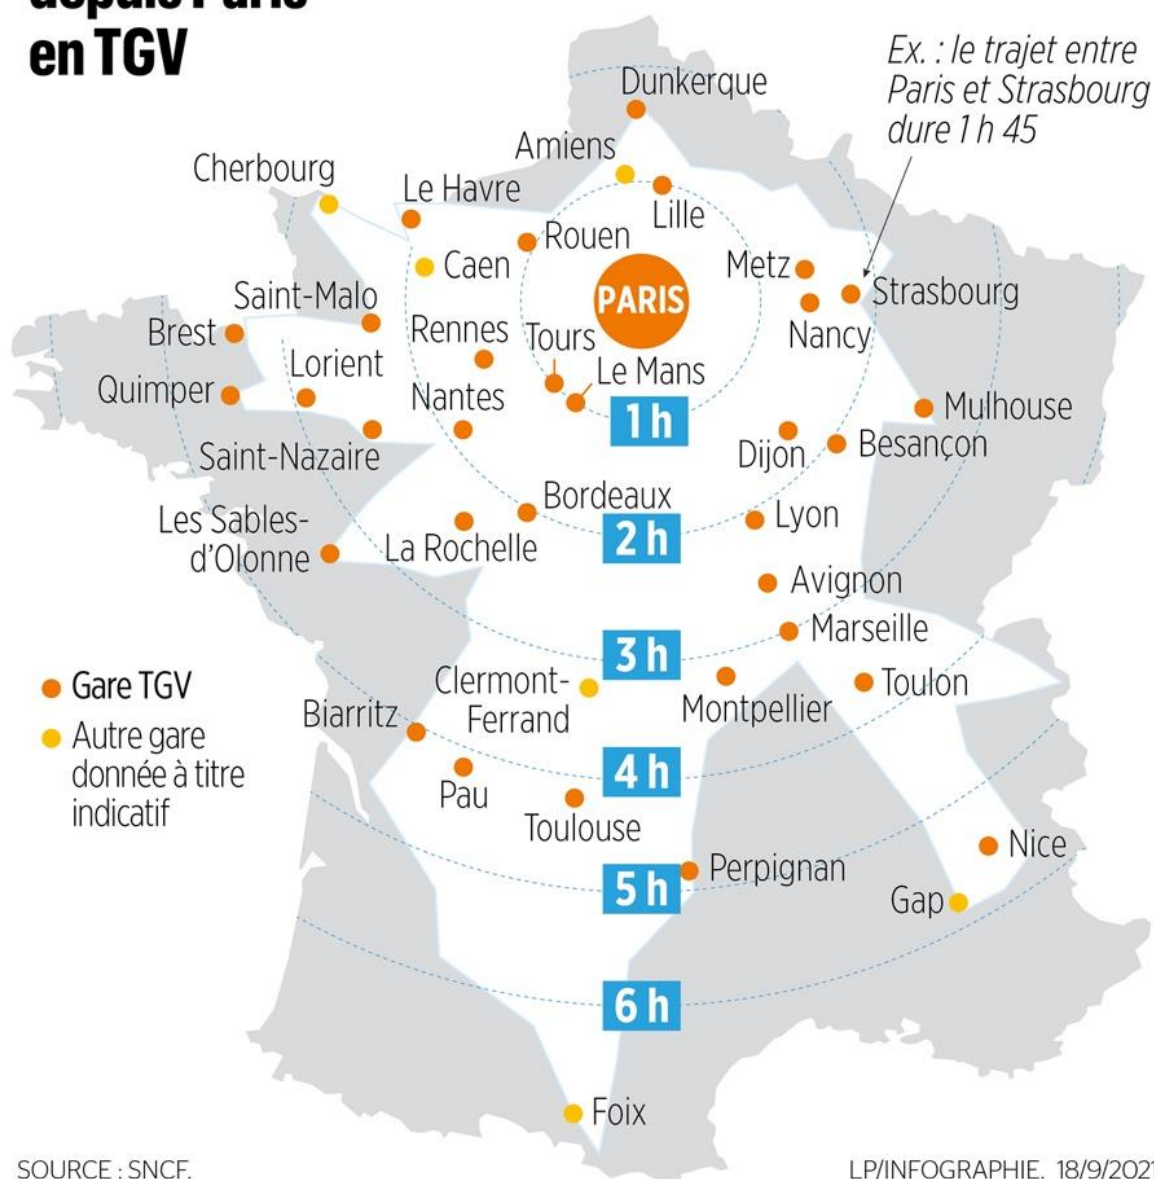 depuis Paris
en TGV
Ex. : le trajet entre
Paris et Strasbourg
dure 1 h 45
Dunkerque
Amiens
Cherbourg
Le Havre
Lille
Rouen
Caen
Metz
PARIS
Strasbourg
Saint-Malo
Brest
Rennes
Tours
Nancy
Lorient
Le Mans
Quimper
Nantes
1 h
Mulhouse
Saint-Nazaire
Dijon
Besançon
Bordeaux
Les Sables-
d'Olonne
La Rochelle
2 h
Lyon
Avignon
Marseille
3 h
Gare TGV
Clermont-
Ferrand
Montpellier
Toulon
Autre gare
donnée à titre
indicatif
Biarritz
4 h
Pau
Toulouse
Nice
Perpignan
5 h
Gap
6 h
Foix
SOURCE : SNCF.
LP/INFOGRAPHIE. 18/9/2021